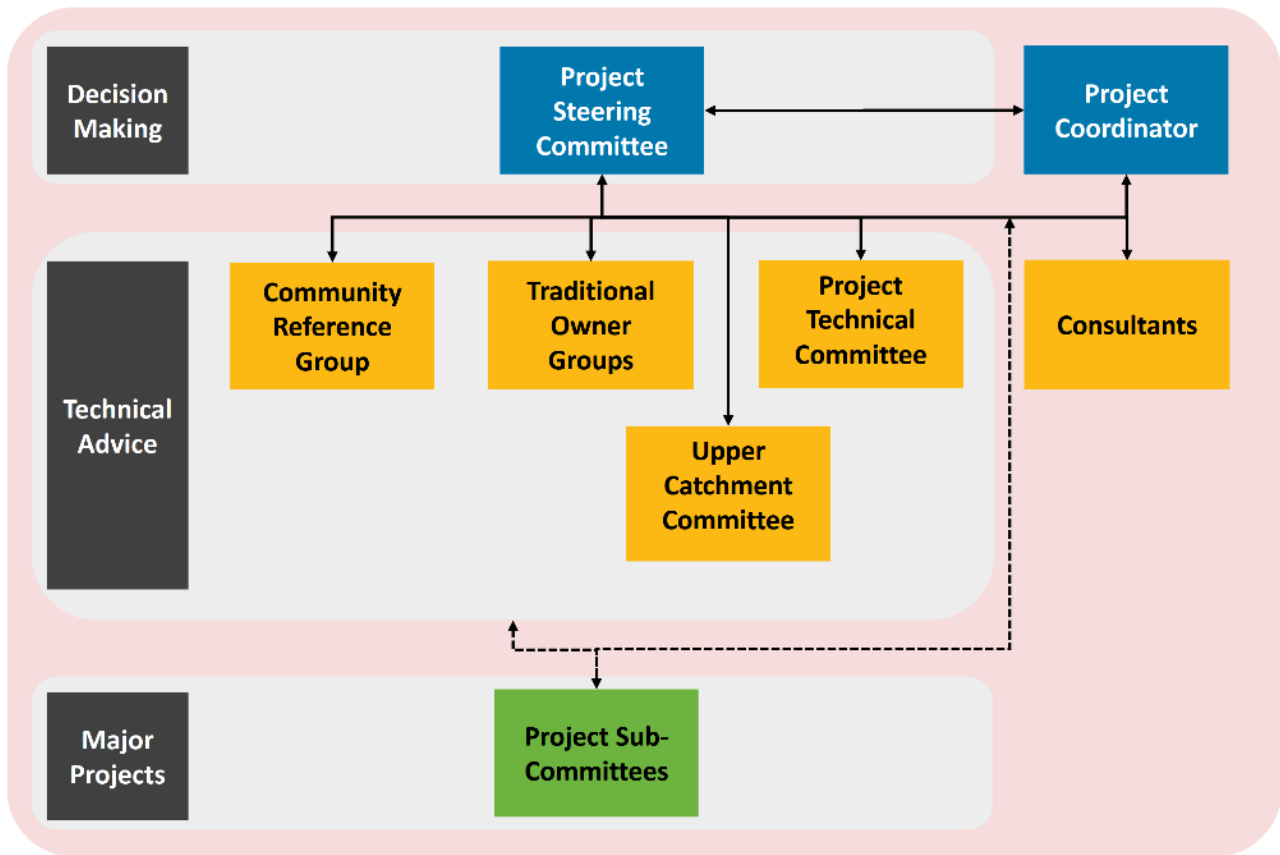 Decision
Making
Project
Steering
Committee
Project
Coordinator
Technical
Advice
Community
Reference
Group
Traditional
Owner
Groups
Project
Technical
Committee
Consultants
Upper
Catchment
Committee
Major
Projects
Project Sub-
Committees